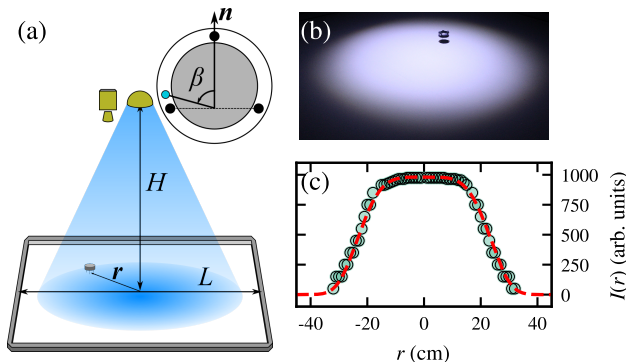 (a)
n
β
H
r
L
(b)
(c)
1000
750
500
250
0
I(r) (arb. units)
-40 -20 0 20 40
r (cm)